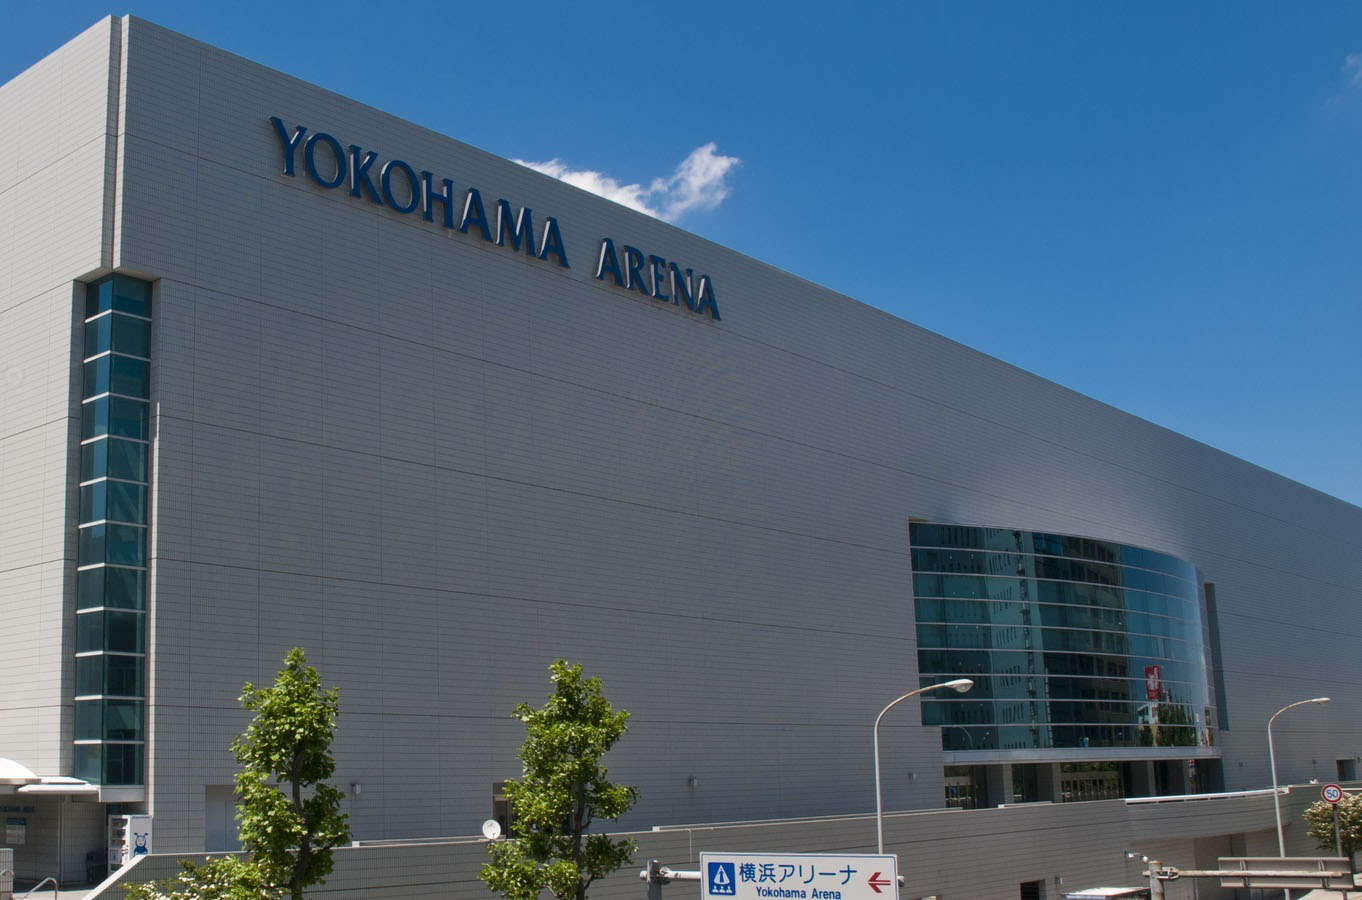 YOKOHAMA ARENA
横浜アリーナ
Yokohama Arena
50